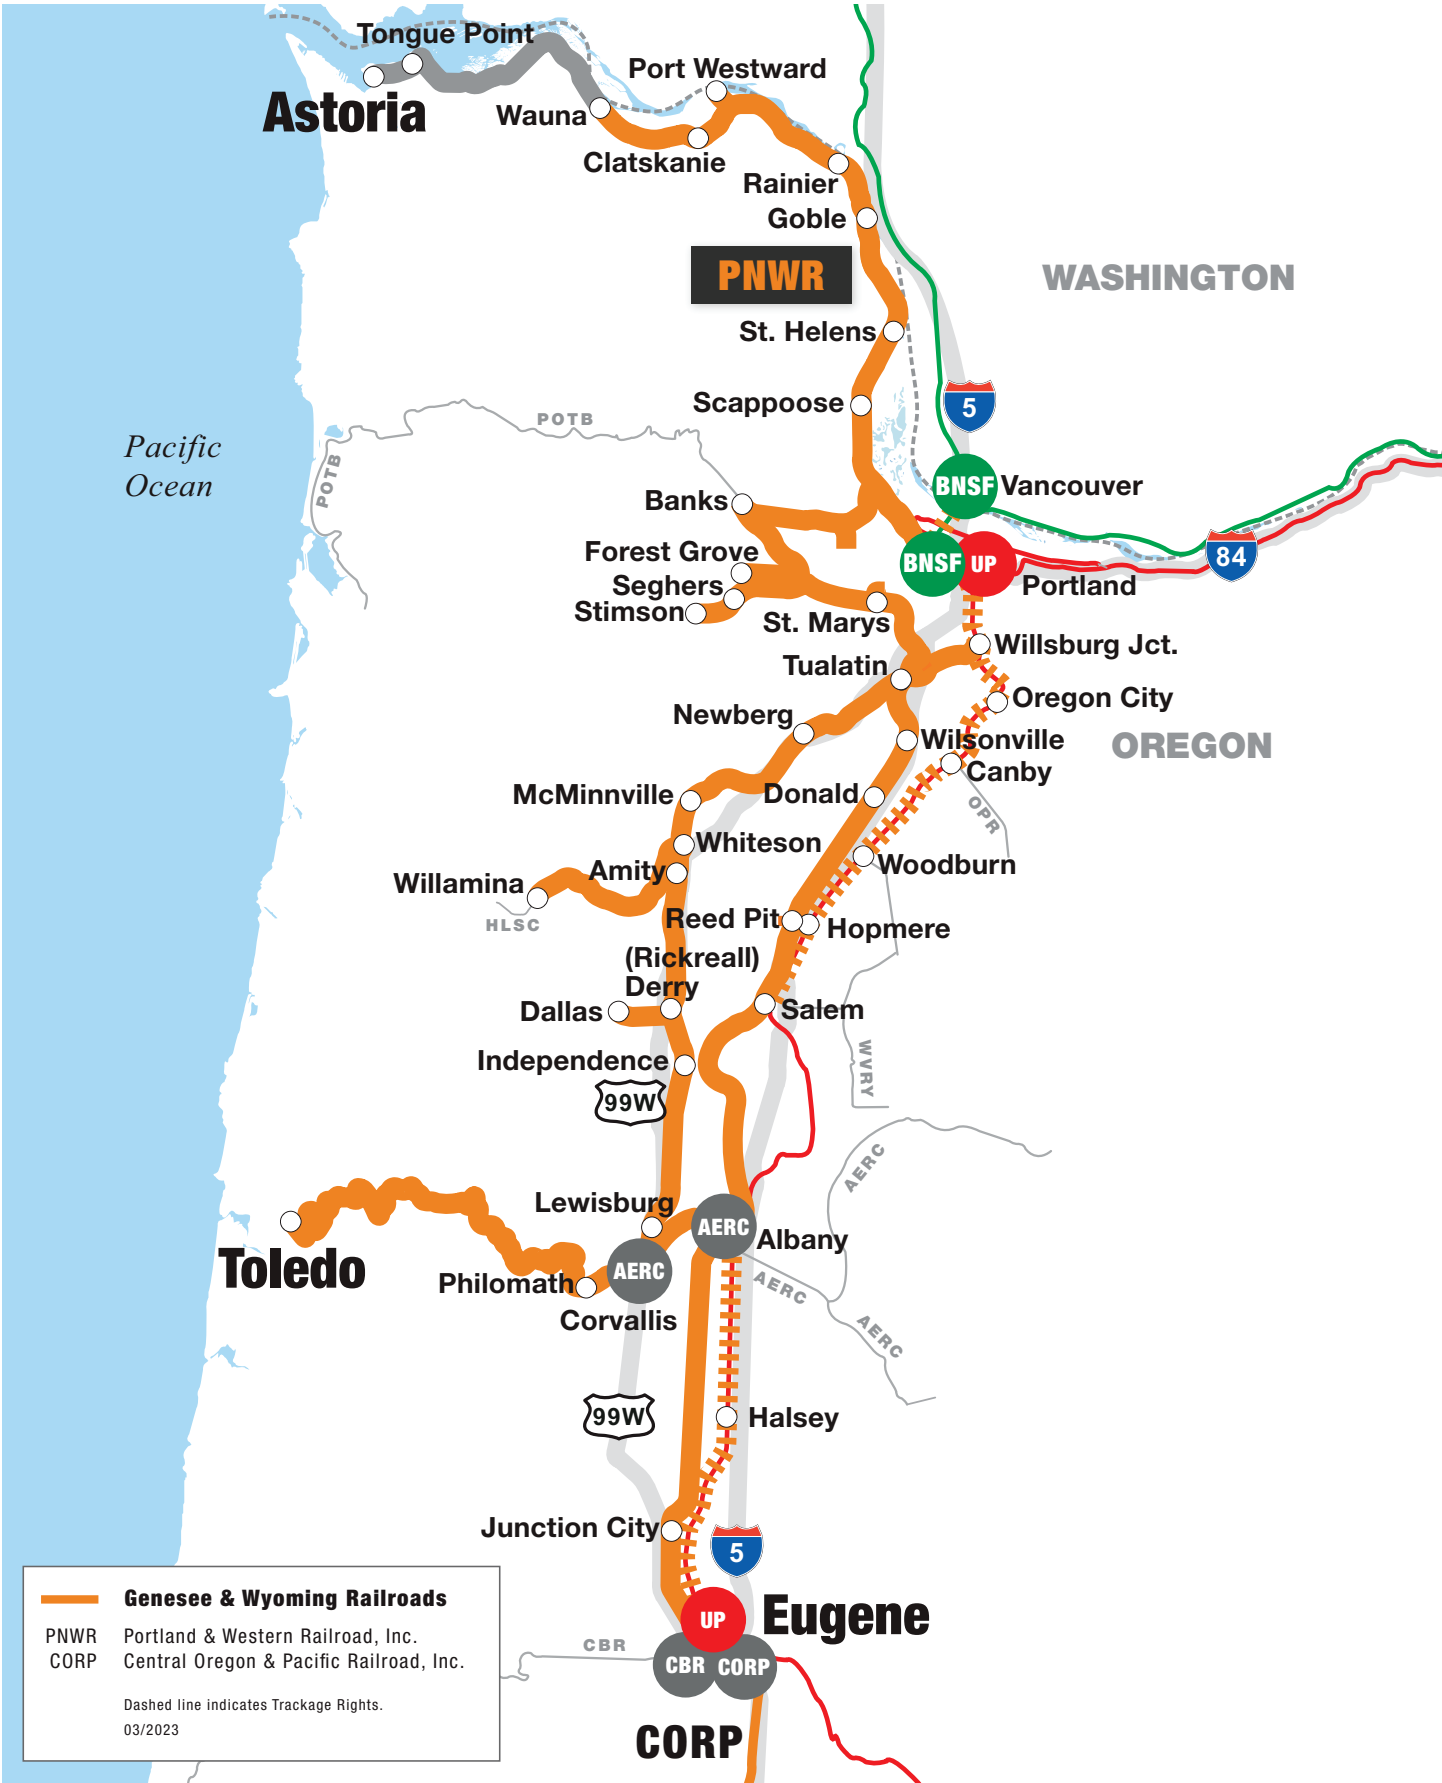 Tongue Point
Astoria
Port Westward
Wauna
Clatskanie
Rainier
Goble
PNWR
WASHINGTON
St. Helens
5
Scappoose
POTB
POTB
Pacific
Ocean
BNSF
Vancouver
Banks
Forest Grove
BNSF
UP
84
Seghers
Portland
Stimson
St. Marys
Willsburg Jct.
Tualatin
Oregon City
Newberg
Wilsonville
OREGON
Canby
McMinnville
Donald
OPR
Whiteson
Woodburn
Amity
Willamina
HLSC
Reed Pit
Hopmere
(Rickreall)
Derry
Dallas
Salem
Independence
WVRY
99W
AERC
Lewisburg
AERC
Albany
Toledo
Philomath
AERC
AERC
Corvallis
AERC
99W
Halsey
Junction City
5
UP
Eugene
CBR
CBR
CORP
CORP
Genesee & Wyoming Railroads
PNWR Portland & Western Railroad, Inc.
CORP Central Oregon & Pacific Railroad, Inc.
Dashed line indicates Trackage Rights.
03/2023